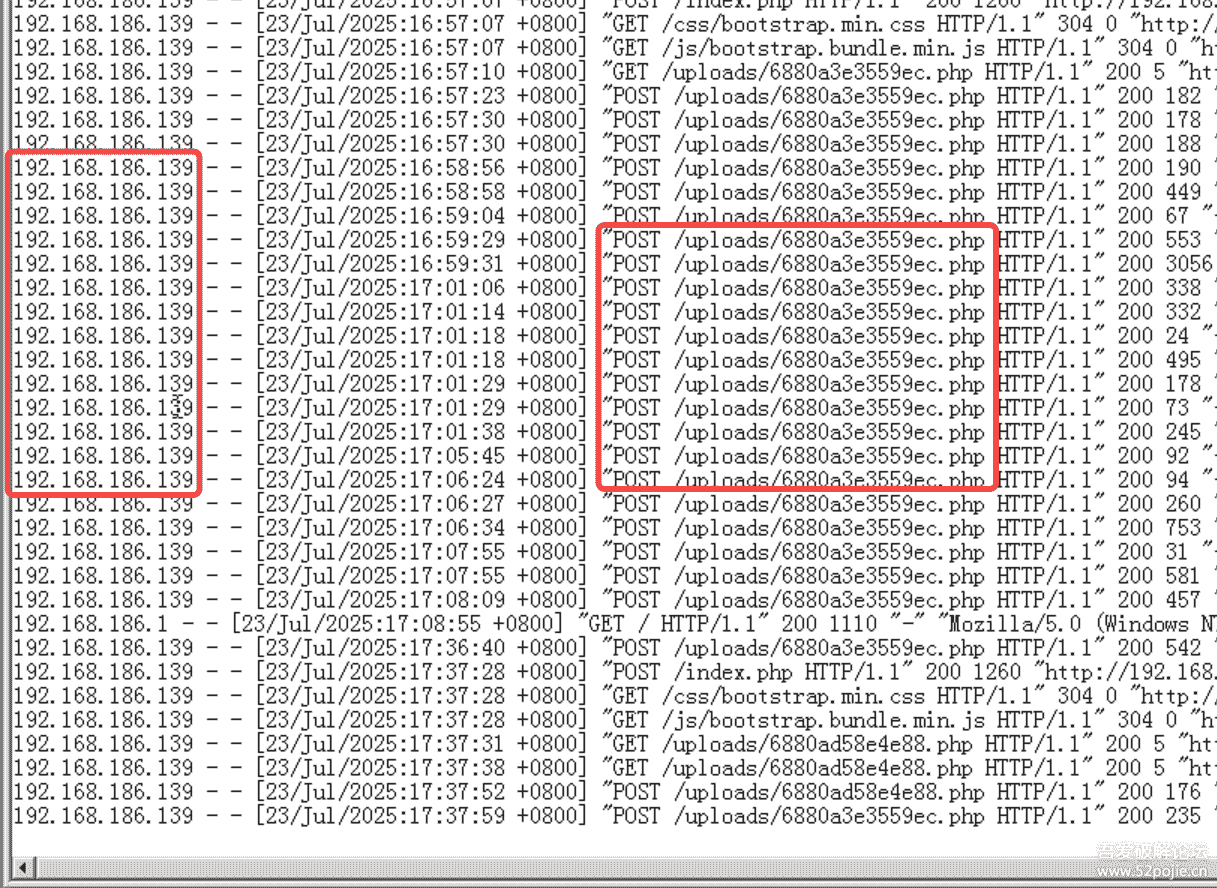 192.168.186.139 - - [23/Jul/2025:16:57:07 +0800] "POST /index.php HTTP/1.1" 200 1260 "http://192.168
192.168.186.139 - - [23/Jul/2025:16:57:07 +0800] "GET /css/bootstrap.min.css HTTP/1.1" 304 0 "http:/
192.168.186.139 - - [23/Jul/2025:16:57:07 +0800] "GET /js/bootstrap.bundle.min.js HTTP/1.1" 304 0 "h
192.168.186.139 - - [23/Jul/2025:16:57:10 +0800] "GET /uploads/6880a3e3559ec.php HTTP/1.1" 200 5 "ht
192.168.186.139 - - [23/Jul/2025:16:57:23 +0800] "POST /uploads/6880a3e3559ec.php HTTP/1.1" 200 182 "
192.168.186.139 - - [23/Jul/2025:16:57:30 +0800] "POST /uploads/6880a3e3559ec.php HTTP/1.1" 200 178 "
192.168.186.139 - - [23/Jul/2025:16:57:30 +0800] "POST /uploads/6880a3e3559ec.php HTTP/1.1" 200 188 "
192.168.186.139 - - [23/Jul/2025:16:58:56 +0800] "POST /uploads/6880a3e3559ec.php HTTP/1.1" 200 190 "
192.168.186.139 - - [23/Jul/2025:16:58:58 +0800] "POST /uploads/6880a3e3559ec.php HTTP/1.1" 200 449 "
192.168.186.139 - - [23/Jul/2025:16:59:04 +0800] "POST /uploads/6880a3e3559ec.php HTTP/1.1" 200 67 "-
192.168.186.139 - - [23/Jul/2025:16:59:29 +0800] "POST /uploads/6880a3e3559ec.php HTTP/1.1" 200 553 "
192.168.186.139 - - [23/Jul/2025:16:59:31 +0800] "POST /uploads/6880a3e3559ec.php HTTP/1.1" 200 3056
192.168.186.139 - - [23/Jul/2025:17:01:06 +0800] "POST /uploads/6880a3e3559ec.php HTTP/1.1" 200 338 "
192.168.186.139 - - [23/Jul/2025:17:01:14 +0800] "POST /uploads/6880a3e3559ec.php HTTP/1.1" 200 332 "
192.168.186.139 - - [23/Jul/2025:17:01:18 +0800] "POST /uploads/6880a3e3559ec.php HTTP/1.1" 200 24 "-
192.168.186.139 - - [23/Jul/2025:17:01:18 +0800] "POST /uploads/6880a3e3559ec.php HTTP/1.1" 200 495 "
192.168.186.139 - - [23/Jul/2025:17:01:29 +0800] "POST /uploads/6880a3e3559ec.php HTTP/1.1" 200 178 "
192.168.186.139 - - [23/Jul/2025:17:01:29 +0800] "POST /uploads/6880a3e3559ec.php HTTP/1.1" 200 73 "-
192.168.186.139 - - [23/Jul/2025:17:01:38 +0800] "POST /uploads/6880a3e3559ec.php HTTP/1.1" 200 245 "
192.168.186.139 - - [23/Jul/2025:17:05:45 +0800] "POST /uploads/6880a3e3559ec.php HTTP/1.1" 200 92 "-
192.168.186.139 - - [23/Jul/2025:17:06:24 +0800] "POST /uploads/6880a3e3559ec.php HTTP/1.1" 200 94 "-
192.168.186.139 - - [23/Jul/2025:17:06:27 +0800] "POST /uploads/6880a3e3559ec.php HTTP/1.1" 200 260 "
192.168.186.139 - - [23/Jul/2025:17:06:34 +0800] "POST /uploads/6880a3e3559ec.php HTTP/1.1" 200 753 "
192.168.186.139 - - [23/Jul/2025:17:07:55 +0800] "POST /uploads/6880a3e3559ec.php HTTP/1.1" 200 31 "-
192.168.186.139 - - [23/Jul/2025:17:07:55 +0800] "POST /uploads/6880a3e3559ec.php HTTP/1.1" 200 581 "
192.168.186.139 - - [23/Jul/2025:17:08:09 +0800] "POST /uploads/6880a3e3559ec.php HTTP/1.1" 200 457 "
192.168.186.1 - - [23/Jul/2025:17:08:55 +0800] "GET / HTTP/1.1" 200 1110 "-" "Mozilla/5.0 (Windows N
192.168.186.139 - - [23/Jul/2025:17:36:40 +0800] "POST /uploads/6880a3e3559ec.php HTTP/1.1" 200 542 "
192.168.186.139 - - [23/Jul/2025:17:37:28 +0800] "POST /index.php HTTP/1.1" 200 1260 "http://192.168.
192.168.186.139 - - [23/Jul/2025:17:37:28 +0800] "GET /css/bootstrap.min.css HTTP/1.1" 304 0 "http:/
192.168.186.139 - - [23/Jul/2025:17:37:28 +0800] "GET /js/bootstrap.bundle.min.js HTTP/1.1" 304 0 "h
192.168.186.139 - - [23/Jul/2025:17:37:31 +0800] "GET /uploads/6880ad58e4e88.php HTTP/1.1" 200 5 "ht
192.168.186.139 - - [23/Jul/2025:17:37:38 +0800] "GET /uploads/6880ad58e4e88.php HTTP/1.1" 200 5 "ht
192.168.186.139 - - [23/Jul/2025:17:37:52 +0800] "POST /uploads/6880ad58e4e88.php HTTP/1.1" 200 176 "
192.168.186.139 - - [23/Jul/2025:17:37:59 +0800] "POST /uploads/6880a3e3559ec.php HTTP/1.1" 200 235 "
吾爱破解论坛
www.52pojie.cn